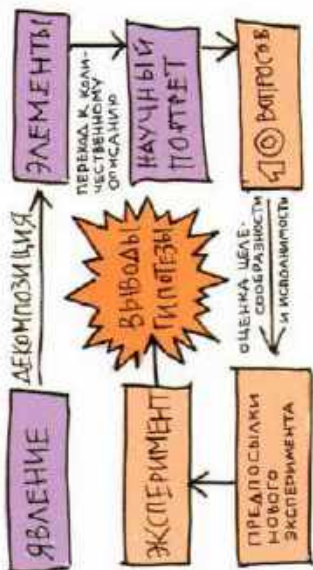 ЯВЛЕНИЕ
ДЕКОМПОЗИЦИЯ
ЭЛЕМЕНТЫ
ПЕРЕХОД К КОЛИ-
ЧЕСТВЕННОМУ
ОПИСАНИЮ
НАУЧНЫЙ
ПОРТРЕТ
10 ВОПРОСОВ
ОЦЕНКА ЦЕЛЕ-
СООБРАЗНОСТИ
И ИСПОЛНИМОСТИ
ПРЕДПОСЫЛКИ
НОВОГО
ЭКСПЕРИМЕНТА
ЭКСПЕРИМЕНТ
ВЫВОДЫ
ГИПОТЕЗЫ